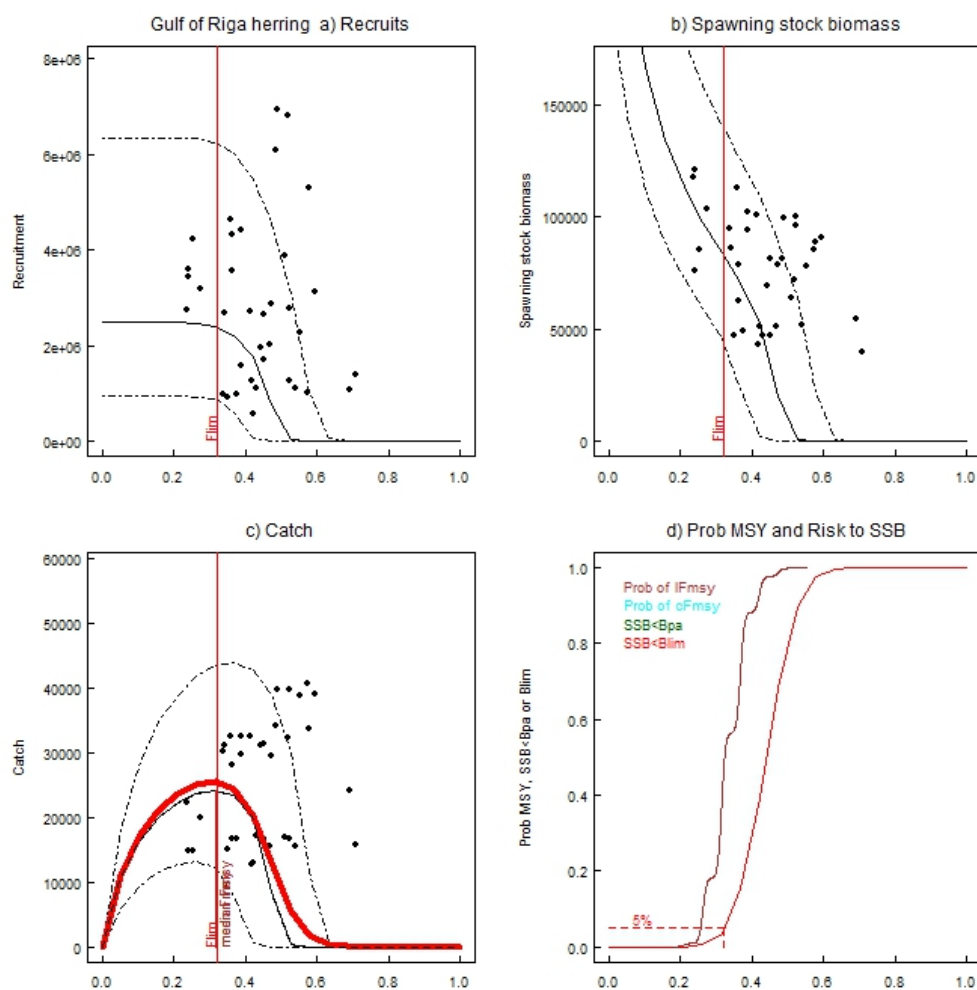 Gulf of Riga herring a) Recruits
8e+06
6e+06
4e+06
2e+06
0e+00
Recruitment
Flim
0.0 0.2 0.4 0.6 0.8 1.0
b) Spawning stock biomass
150000
100000
50000
0
Spawning stock biomass
Flim
0.0 0.2 0.4 0.6 0.8 1.0
c) Catch
60000
50000
40000
30000
20000
10000
0
Catch
Flim
median
0.0 0.2 0.4 0.6 0.8 1.0
d) Prob MSY and Risk to SSB
1.0
0.8
0.6
0.4
0.2
0.0
Prob MSY, SSB<Bpa or Blim
Prob of lFmsy
Prob of cFmsy
SSB<Bpa
SSB<Blim
5%
0.0 0.2 0.4 0.6 0.8 1.0